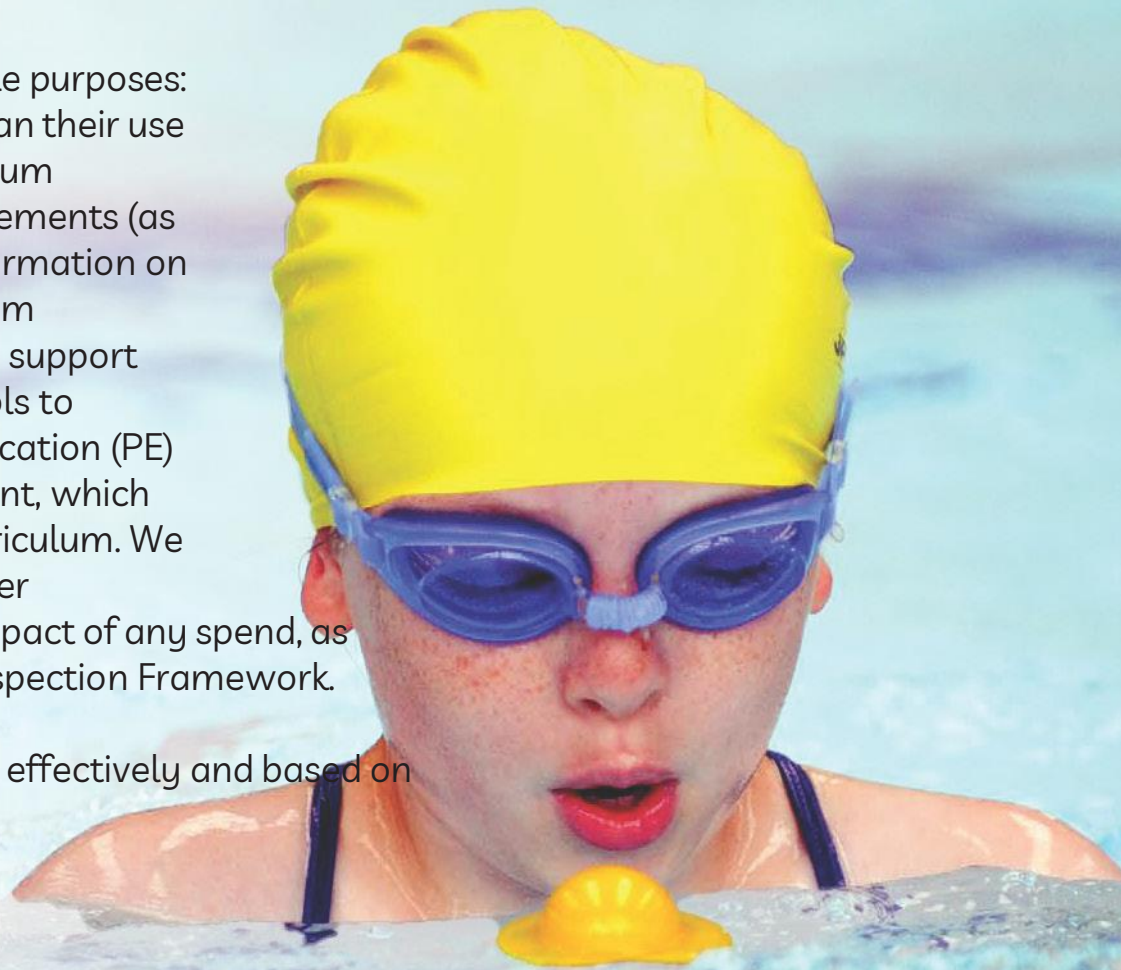 purposes:
an their use
um
ements (as
rmation on
m
support
ls to
cation (PE)
nt, which
riculum. We
er
pact of any spend, as
spection Framework.
effectively and based on